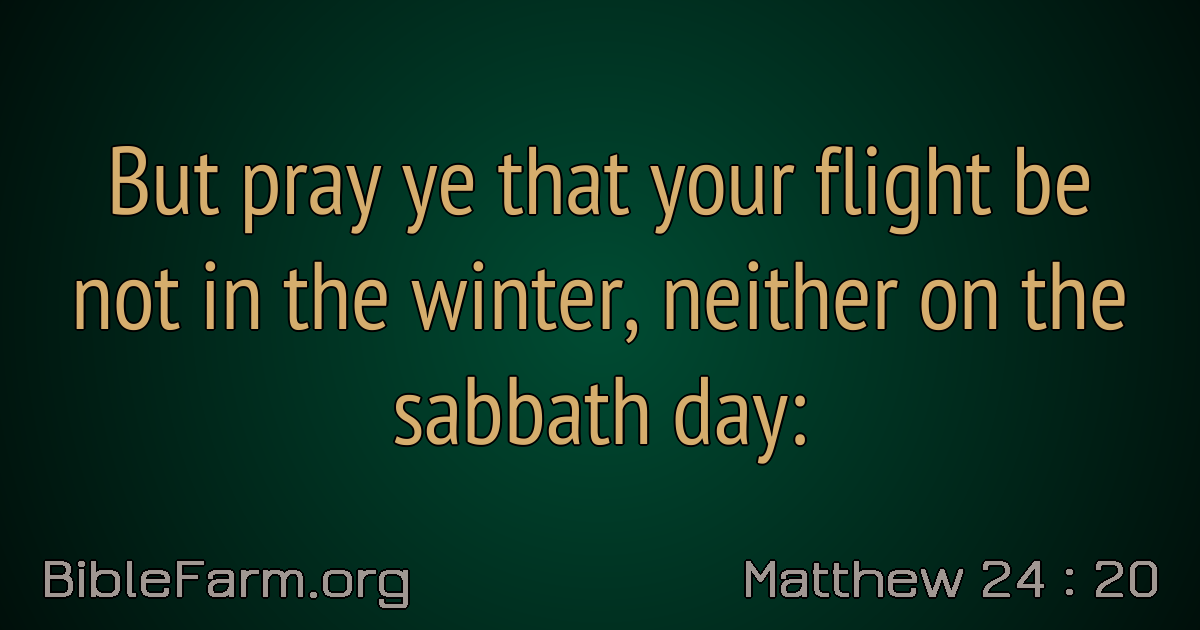 But pray ye that your flight be
not in the winter, neither on the
sabbath day:
BibleFarm.org
Matthew 24 : 20